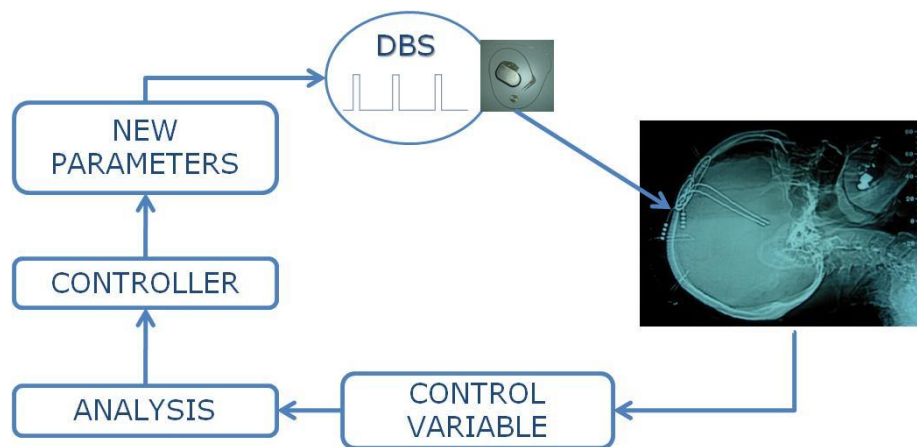 DBS
NEW
PARAMETERS
CONTROLLER
ANALYSIS
CONTROL
VARIABLE